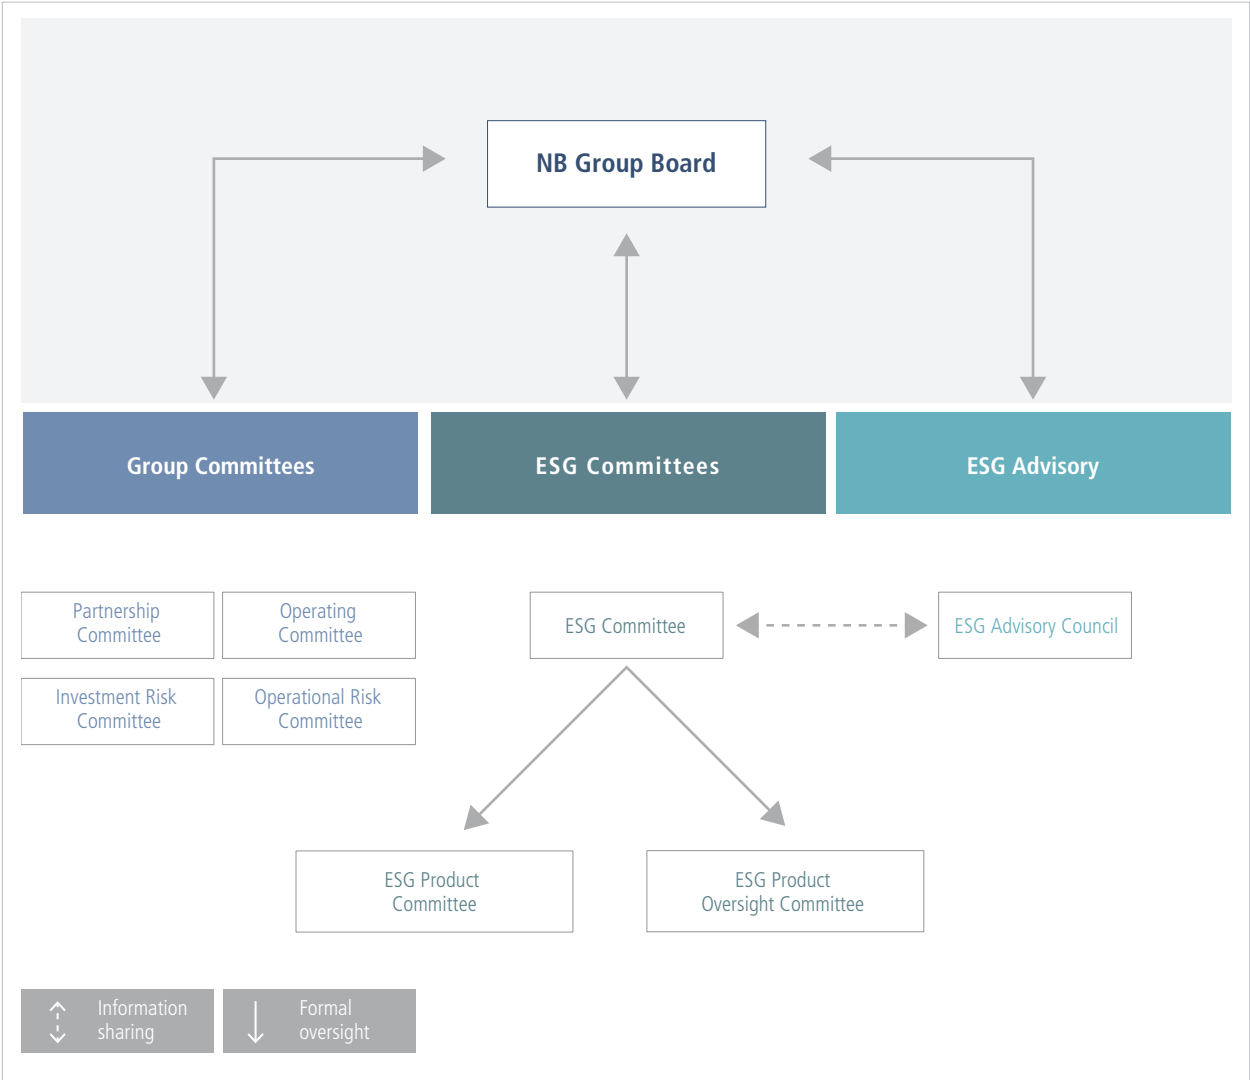 NB Group Board
Group Committees
ESG Committees
ESG Advisory
Partnership
Committee
Operating
Committee
ESG Committee
ESG Advisory Council
Investment Risk
Committee
Operational Risk
Committee
ESG Product
Committee
ESG Product
Oversight Committee
Information
sharing
Formal
oversight